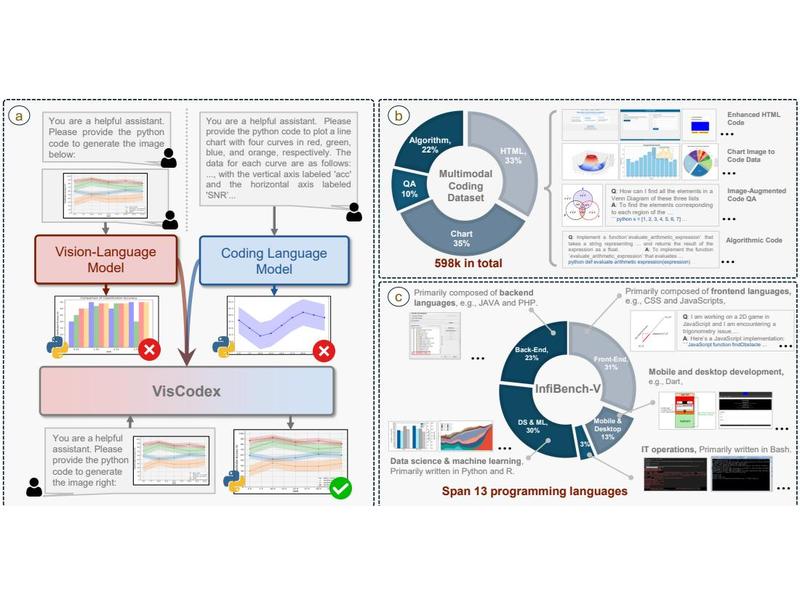 a
You are a helpful assistant.
Please provide the python
code to generate the image
below:
You are a helpful assistant. Please
provide the python code to plot a line
chart with four curves in red, green,
blue, and orange, respectively. The
data for each curve are as follows:
..., with the vertical axis labeled 'acc'
and the horizontal axis labeled
'SNR'...
Vision-Language
Model
Coding Language
Model
VisCodex
You are a helpful
assistant. Please
provide the python
code to generate
the image right:
b
Algorithm,
22%
HTML,
33%
QA
10%
Chart
35%
Multimodal
Coding
Dataset
598k in total
Enhanced HTML
Code
Chart Image to
Code Data
Q: How can I find all the elements in a
Venn Diagram of these three lists
A: To find the elements corresponding
to each region of the ...
python x = [1, 2, 3, 4, 5, 6, 7] ...
Image-Augmented
Code QA
Q: Implement a function`evaluate_arithmetic_expression` that
takes a string representing ... and returns the result of the
expression as a float. A: To implement the function
`evaluate_arithmetic_expression` that evaluates ...
python def evaluate arithmetic expression(expression)
Algorithmic Code
c
Primarily composed of backend
languages, e.g., JAVA and PHP.
Primarily composed of frontend languages,
e.g., CSS and JavaScripts,
Q: I am working on a 2D game in
JavaScript and I am encountering a
trigonometry issue....
A: Here's a JavaScript implementation:
JavaScript function findObstacle ...
Back-End,
23%
Front-End,
31%
InfiBench-V
DS & ML,
30%
Mobile &
Desktop
13%
3%
Mobile and desktop development,
e.g., Dart,
IT operations, Primarily written in Bash.
Data science & machine learning,
Primarily written in Python and R.
Span 13 programming languages